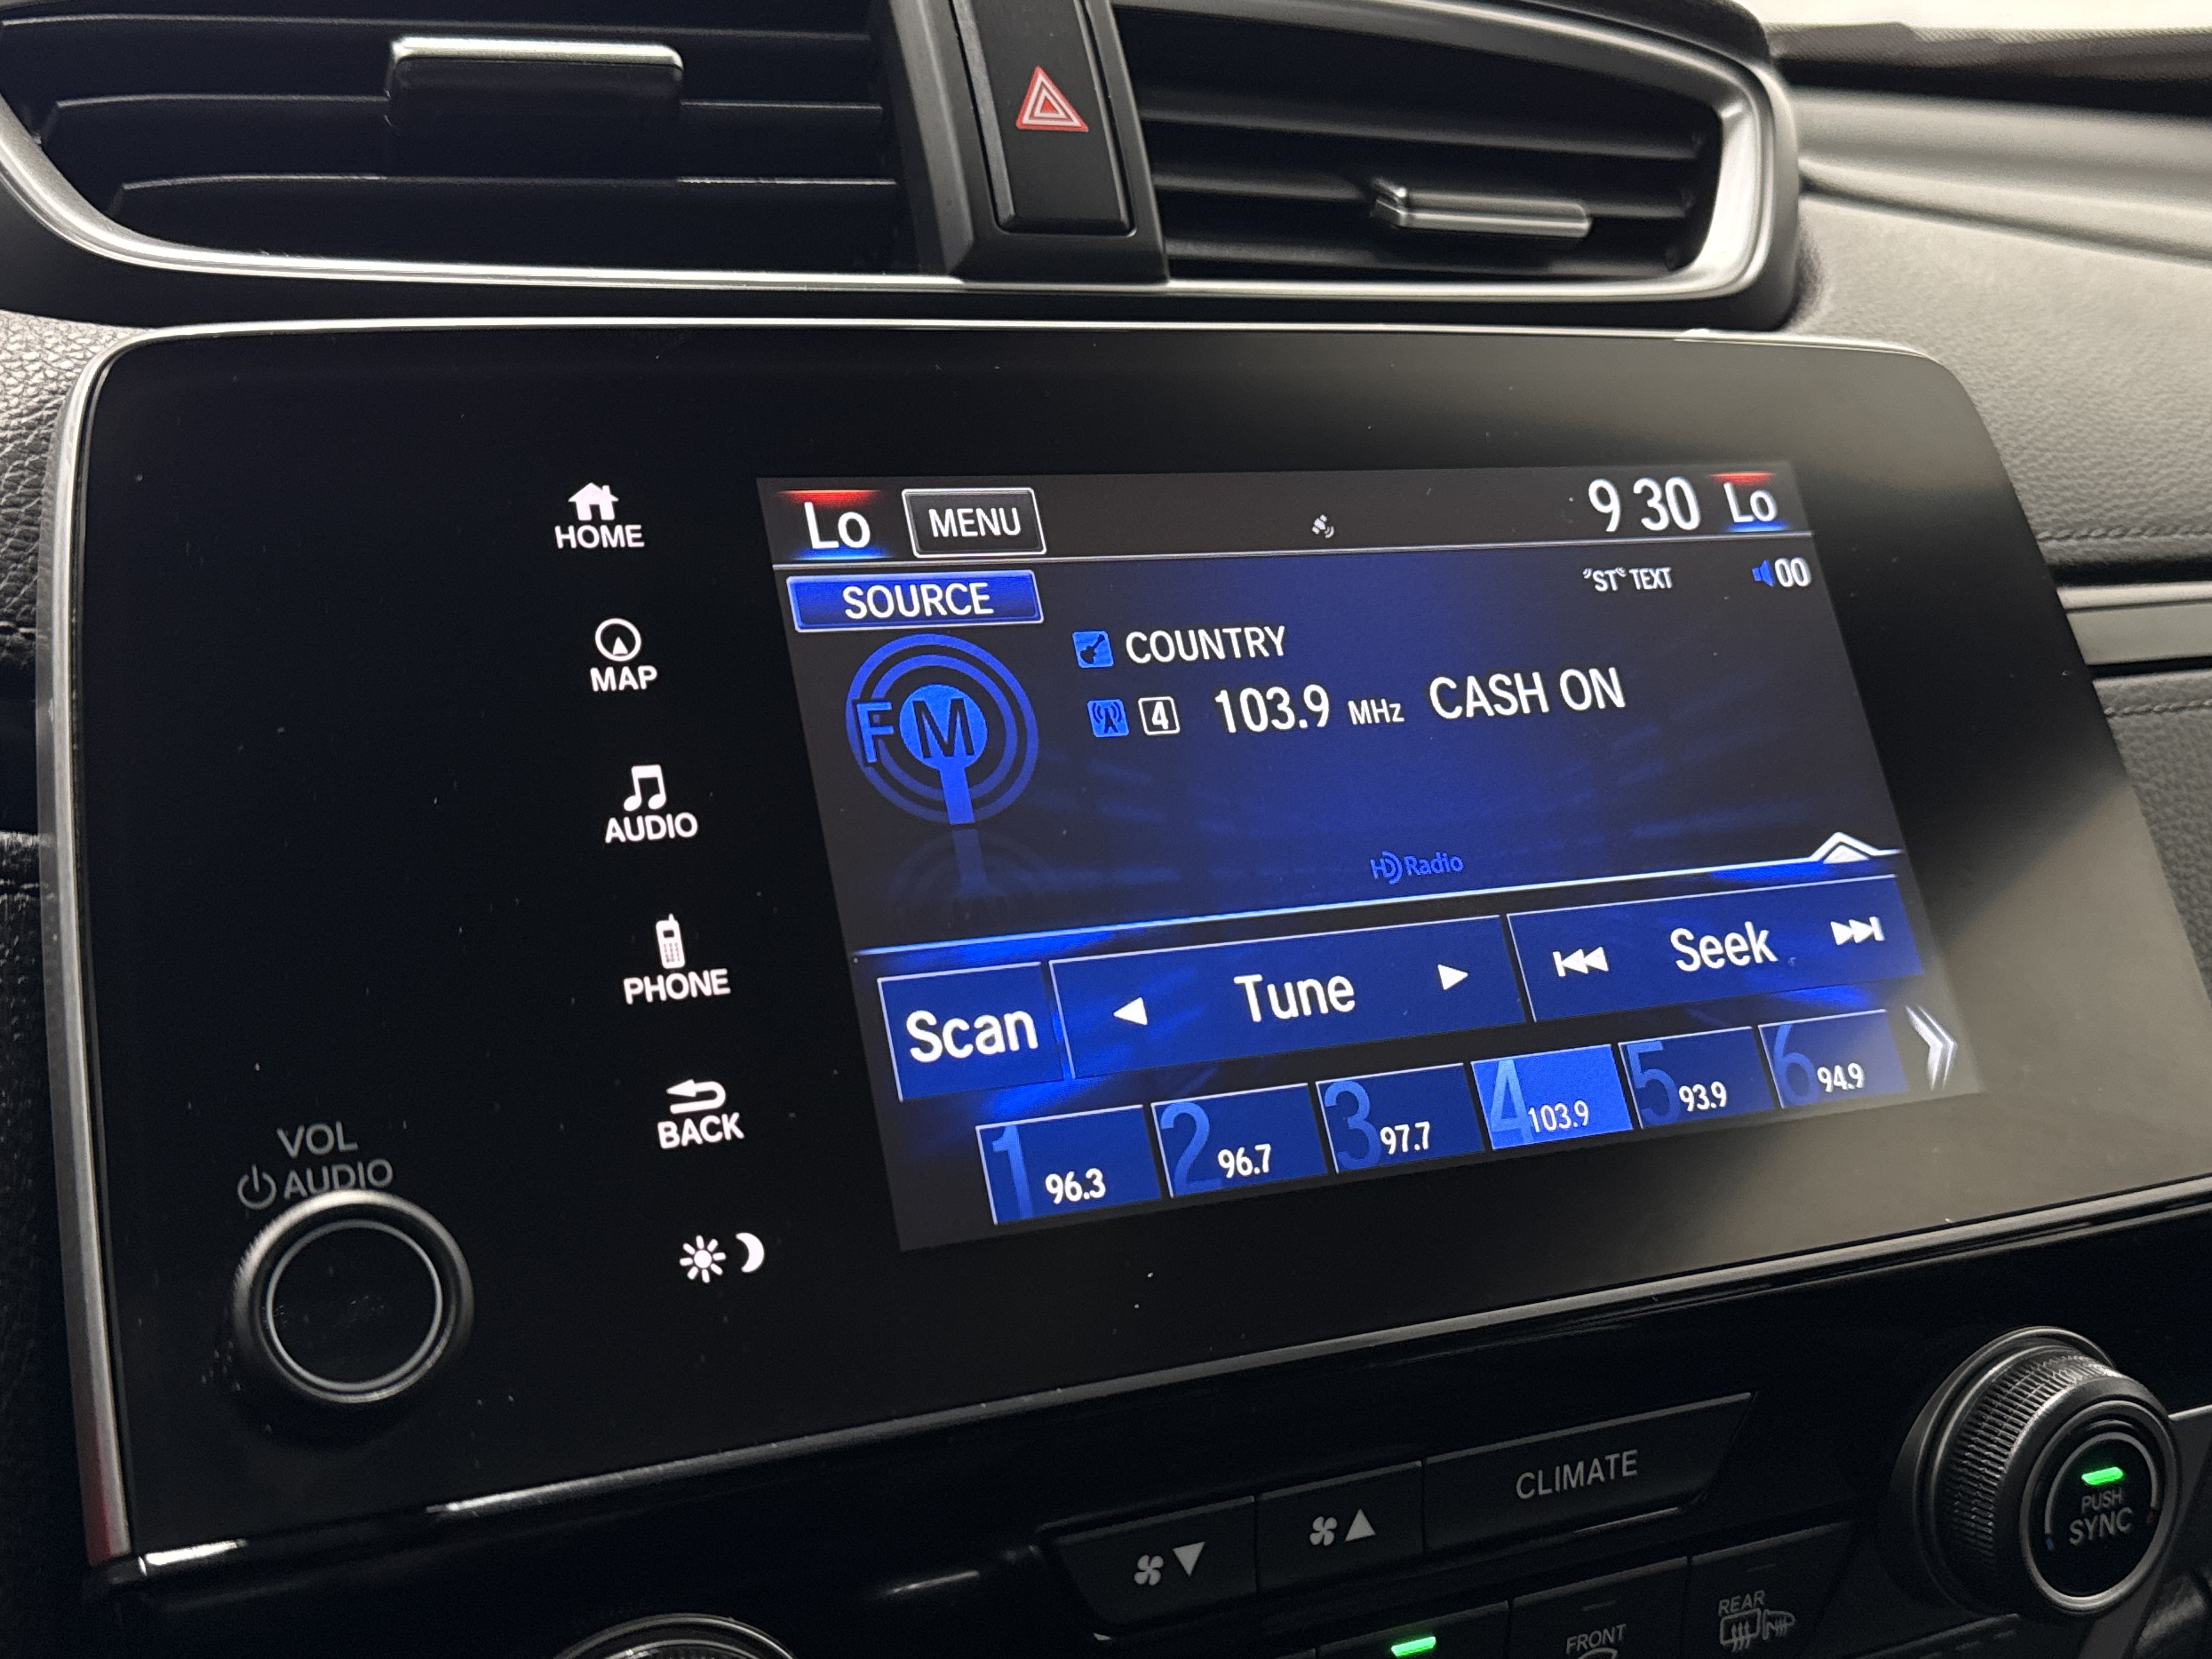 Lo MENU 9 30 Lo
SOURCE "ST" TEXT 00
COUNTRY
FM 4 103.9 MHz CASH ON
HD Radio
Scan Tune Seek
1 96.3 2 96.7 3 97.7 4 103.9 5 93.9 6 94.9
HOME
MAP
AUDIO
PHONE
BACK
VOL
AUDIO
CLIMATE
PUSH
SYNC
REAR
FRONT